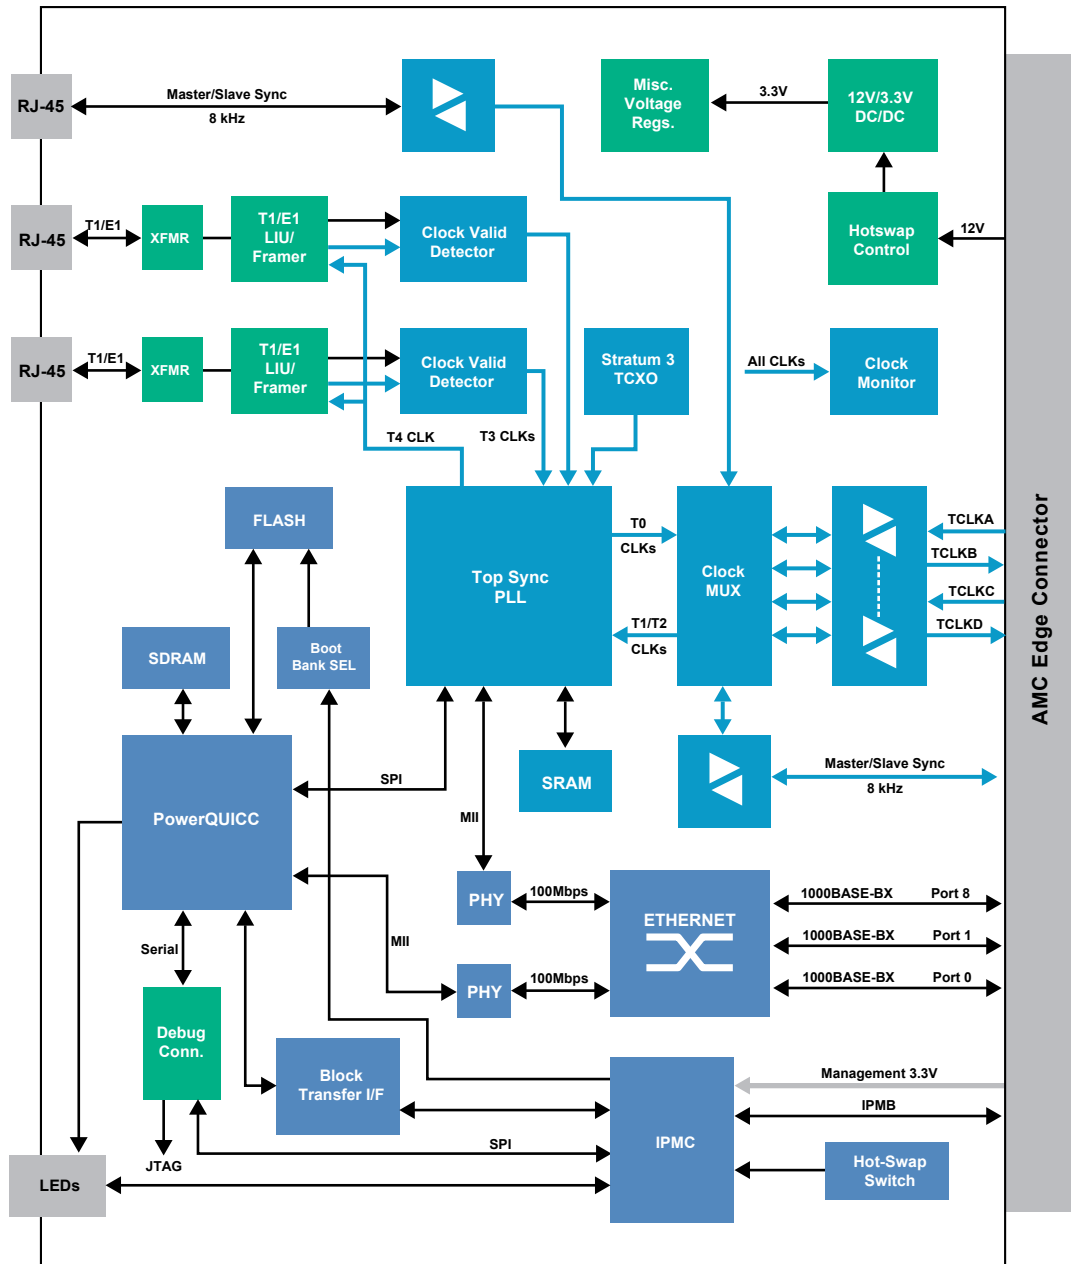 RJ-45
Master/Slave Sync
8 kHz
Misc.
Voltage
Regs.
3.3V
12V/3.3V
DC/DC
RJ-45
T1/E1
XFMR
T1/E1
LIU/
Framer
Clock Valid
Detector
Hotswap
Control
12V
RJ-45
T1/E1
XFMR
T1/E1
LIU/
Framer
Clock Valid
Detector
Stratum 3
TCXO
All CLKs
Clock
Monitor
T4 CLK
T3 CLKs
FLASH
Top Sync
PLL
T0
CLKs
T1/T2
CLKs
Clock
MUX
TCLKA
TCLKB
TCLKC
TCLKD
AMC Edge Connector
SDRAM
Boot
Bank SEL
PowerQUICC
SPI
MII
SRAM
Master/Slave Sync
8 kHz
PHY
100Mbps
ETHERNET
1000BASE-BX
Port 8
1000BASE-BX
Port 1
1000BASE-BX
Port 0
Serial
MII
PHY
100Mbps
Debug
Conn.
Block
Transfer I/F
IPMC
Management 3.3V
IPMB
SPI
JTAG
Hot-Swap
Switch
LEDs